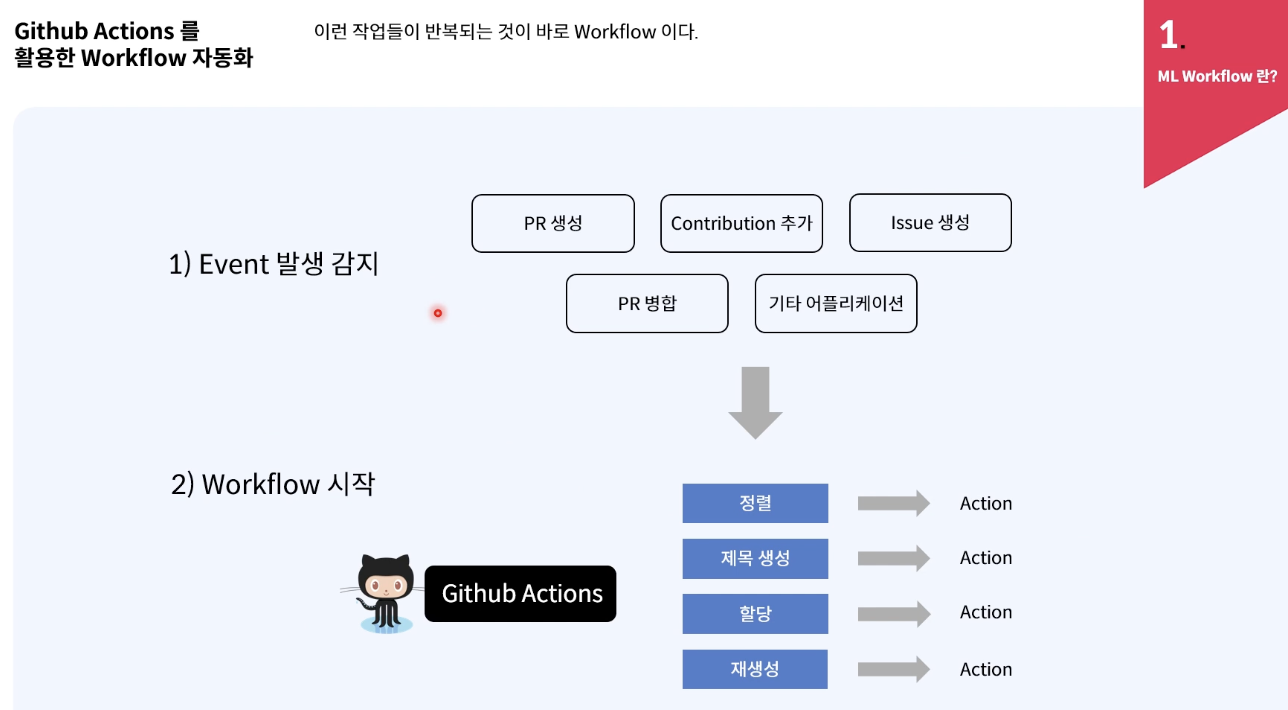 Github Actions 를
활용한 Workflow 자동화
이런 작업들이 반복되는 것이 바로 Workflow 이다.
1.
ML Workflow 란?
1) Event 발생 감지
PR 생성
Contribution 추가
Issue 생성
PR 병합
기타 어플리케이션
2) Workflow 시작
Github Actions
정렬
Action
제목 생성
Action
할당
Action
재생성
Action